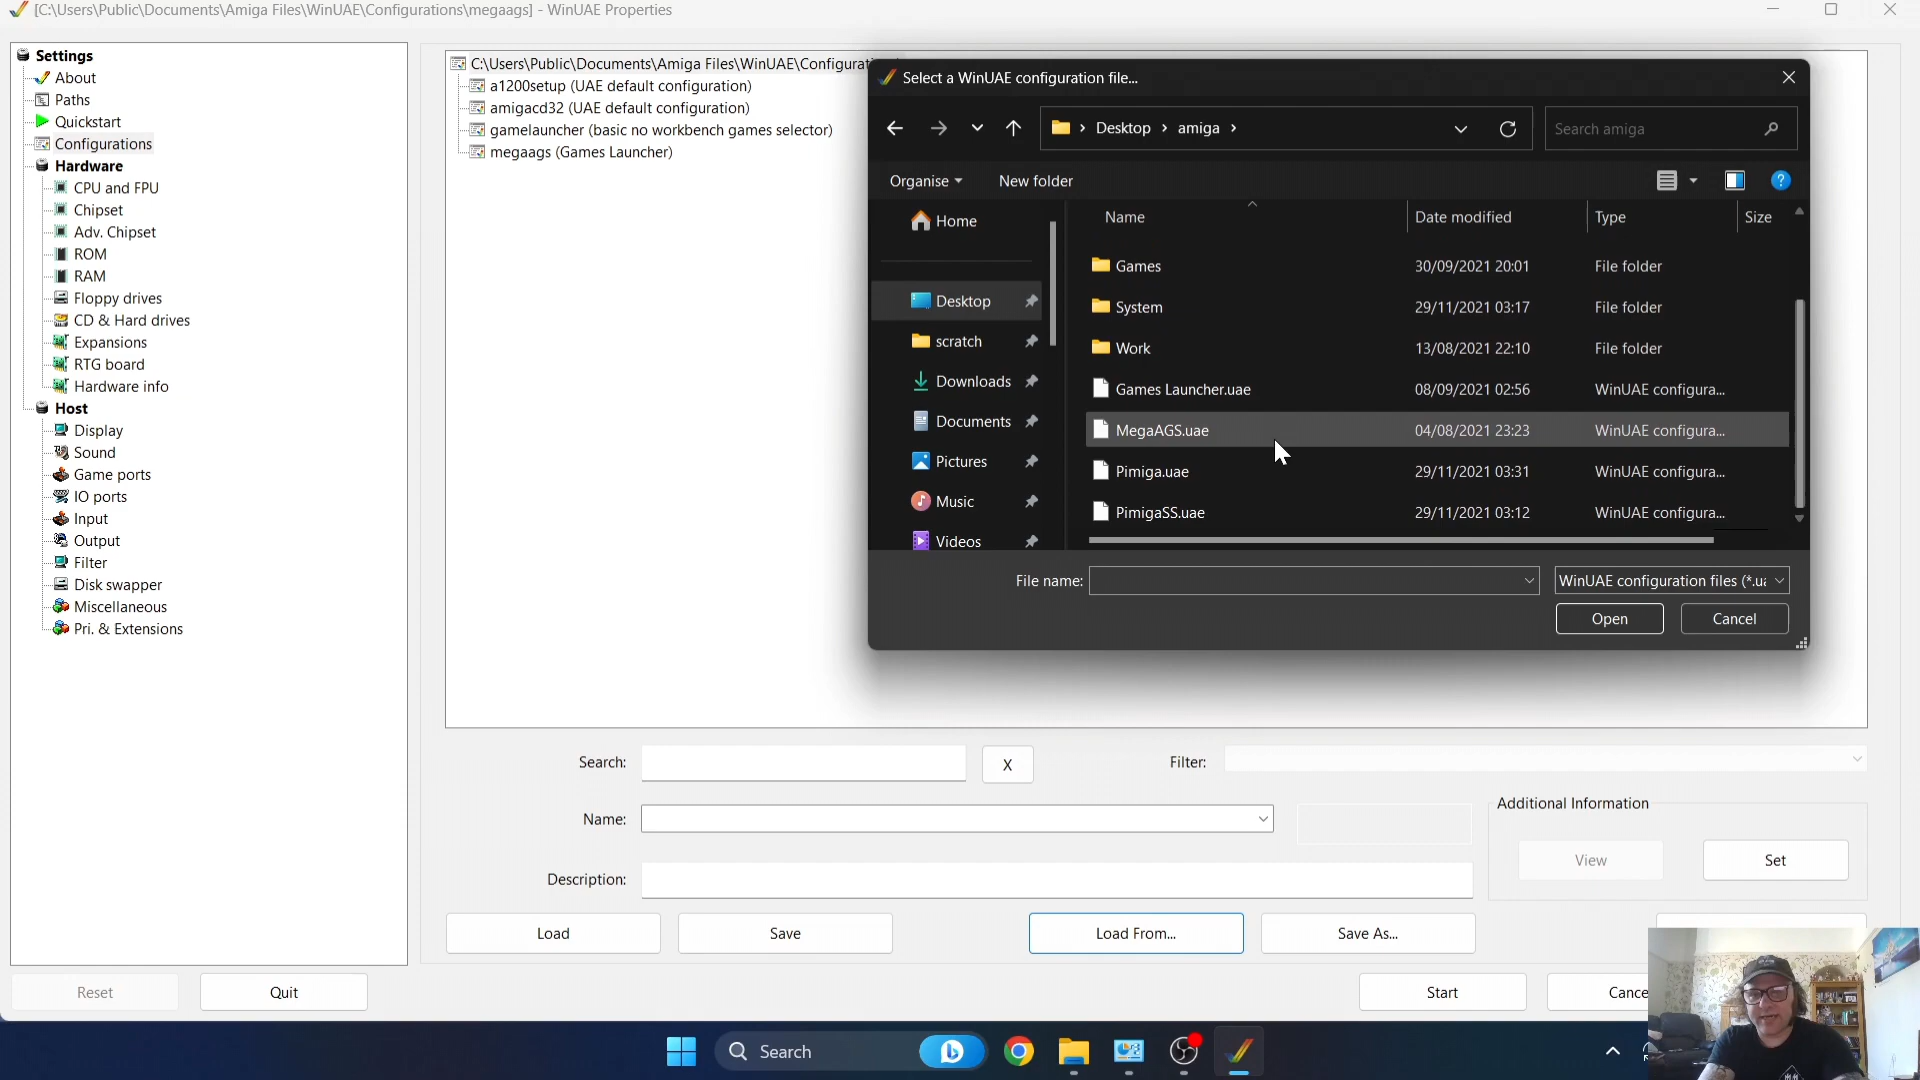 [C:\Users\Public\Documents\Amiga Files\WinUAE\Configurations\megaags] - WinUAE Properties
Settings
About
Paths
Quickstart
Configurations
Hardware
CPU and FPU
Chipset
Adv. Chipset
ROM
RAM
Floppy drives
CD & Hard drives
Expansions
RTG board
Hardware info
Host
Display
Sound
Game ports
IO ports
Input
Output
Filter
Disk swapper
Miscellaneous
Pri. & Extensions
Reset
Quit
C:\Users\Public\Documents\Amiga Files\WinUAE\Configurati
a1200setup (UAE default configuration)
amigacd32 (UAE default configuration)
gamelauncher (basic no workbench games selector)
megaags (Games Launcher)
Select a WinUAE configuration file...
Desktop > amiga >
Search amiga
Organise
New folder
Home
Desktop
scratch
Downloads
Documents
Pictures
Music
Videos
Name Date modified Type Size
Games 30/09/2021 20:01 File folder
System 29/11/2021 03:17 File folder
Work 13/08/2021 22:10 File folder
Games Launcher.uae 08/09/2021 02:56 WinUAE configura...
MegaAGS.uae 04/08/2021 23:23 WinUAE configura...
Pimiga.uae 29/11/2021 03:31 WinUAE configura...
PimigaSS.uae 29/11/2021 03:12 WinUAE configura...
File name:
WinUAE configuration files (*.ua
Open
Cancel
Search:
X
Filter:
Name:
Description:
Additional Information
View
Set
Load
Save
Load From...
Save As...
Start
Cance
Search